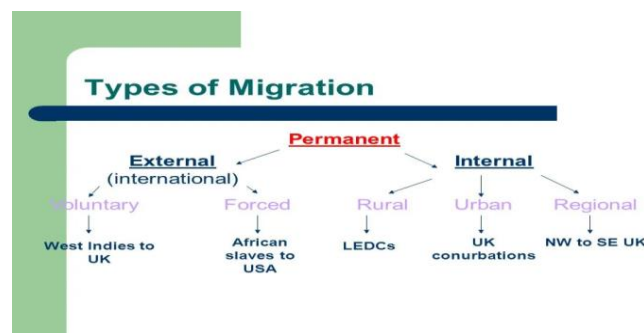 Types of Migration
Permanent
External
(international)
Internal
Voluntary
Forced
Rural
Urban
Regional
West Indies to
UK
African
slaves to
USA
LEDCs
UK
conurbations
NW to SE UK